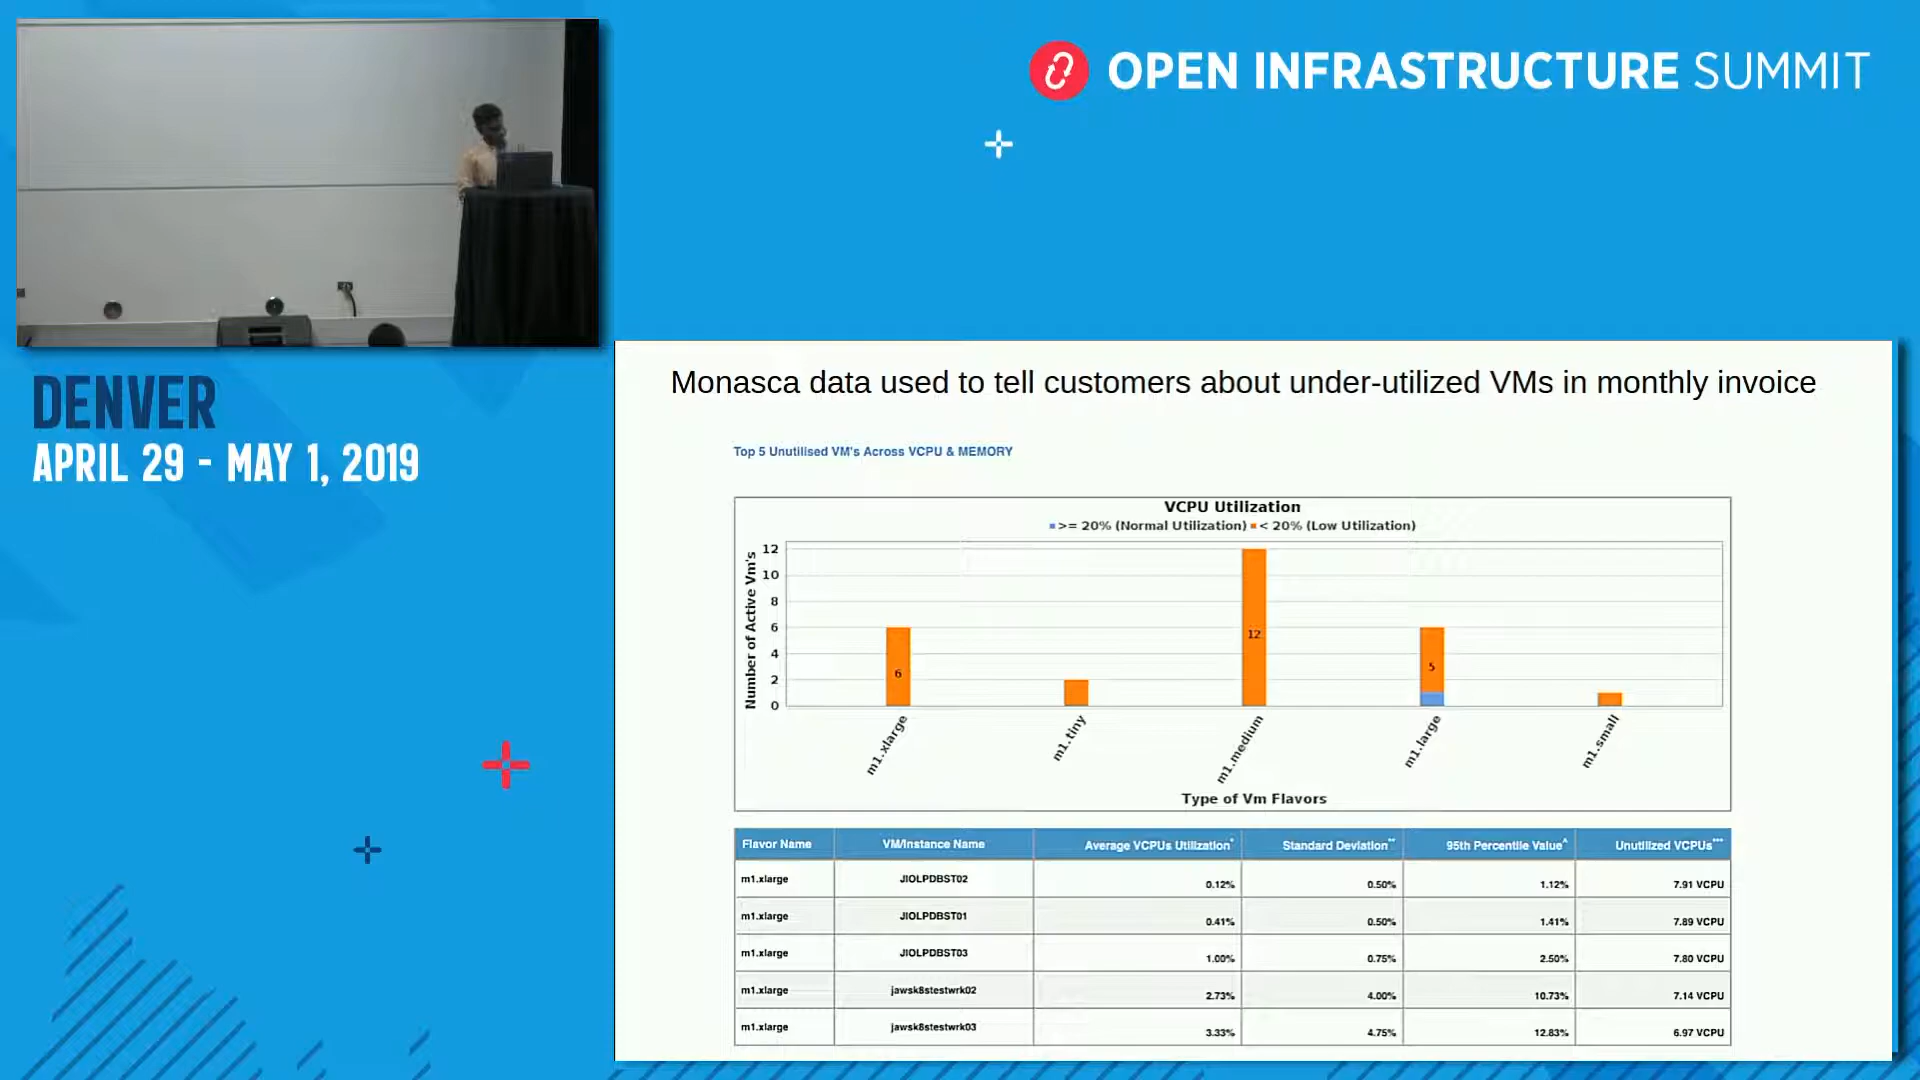 OPEN INFRASTRUCTURE SUMMIT
DENVER
APRIL 29 - MAY 1, 2019
Monasca data used to tell customers about under-utilized VMs in monthly invoice
Top 5 Unutilised VM's Across VCPU & MEMORY
VCPU Utilization
>= 20% (Normal Utilization) < 20% (Low Utilization)
Number of Active Vm's
12
10
8
6
4
2
0
6
12
5
m1.xlarge
m1.tiny
m1.medium
m1.large
m1.small
Type of Vm Flavors
Flavor Name VM/Instance Name Average VCPUs Utilization* Standard Deviation** 95th Percentile Value^ Unutilized VCPUs***
m1.xlarge JIOLPDBST02 0.12% 0.50% 1.12% 7.91 VCPU
m1.xlarge JIOLPDBST01 0.41% 0.50% 1.41% 7.89 VCPU
m1.xlarge JIOLPDBST03 1.00% 0.75% 2.50% 7.80 VCPU
m1.xlarge jawsk8stestwrk02 2.73% 4.00% 10.73% 7.14 VCPU
m1.xlarge jawsk8stestwrk03 3.33% 4.75% 12.83% 6.97 VCPU